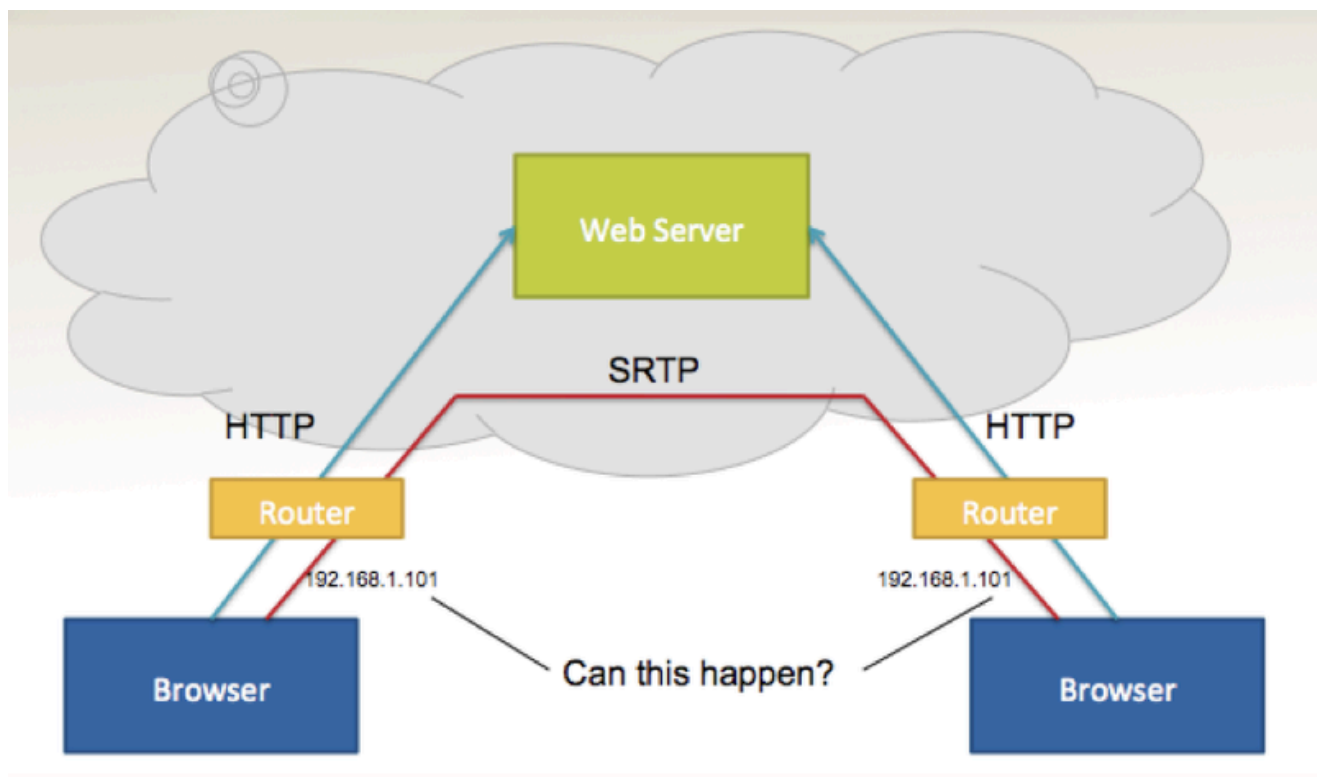 Web Server
SRTP
HTTP
HTTP
Router
Router
192.168.1.101
192.168.1.101
Can this happen?
Browser
Browser